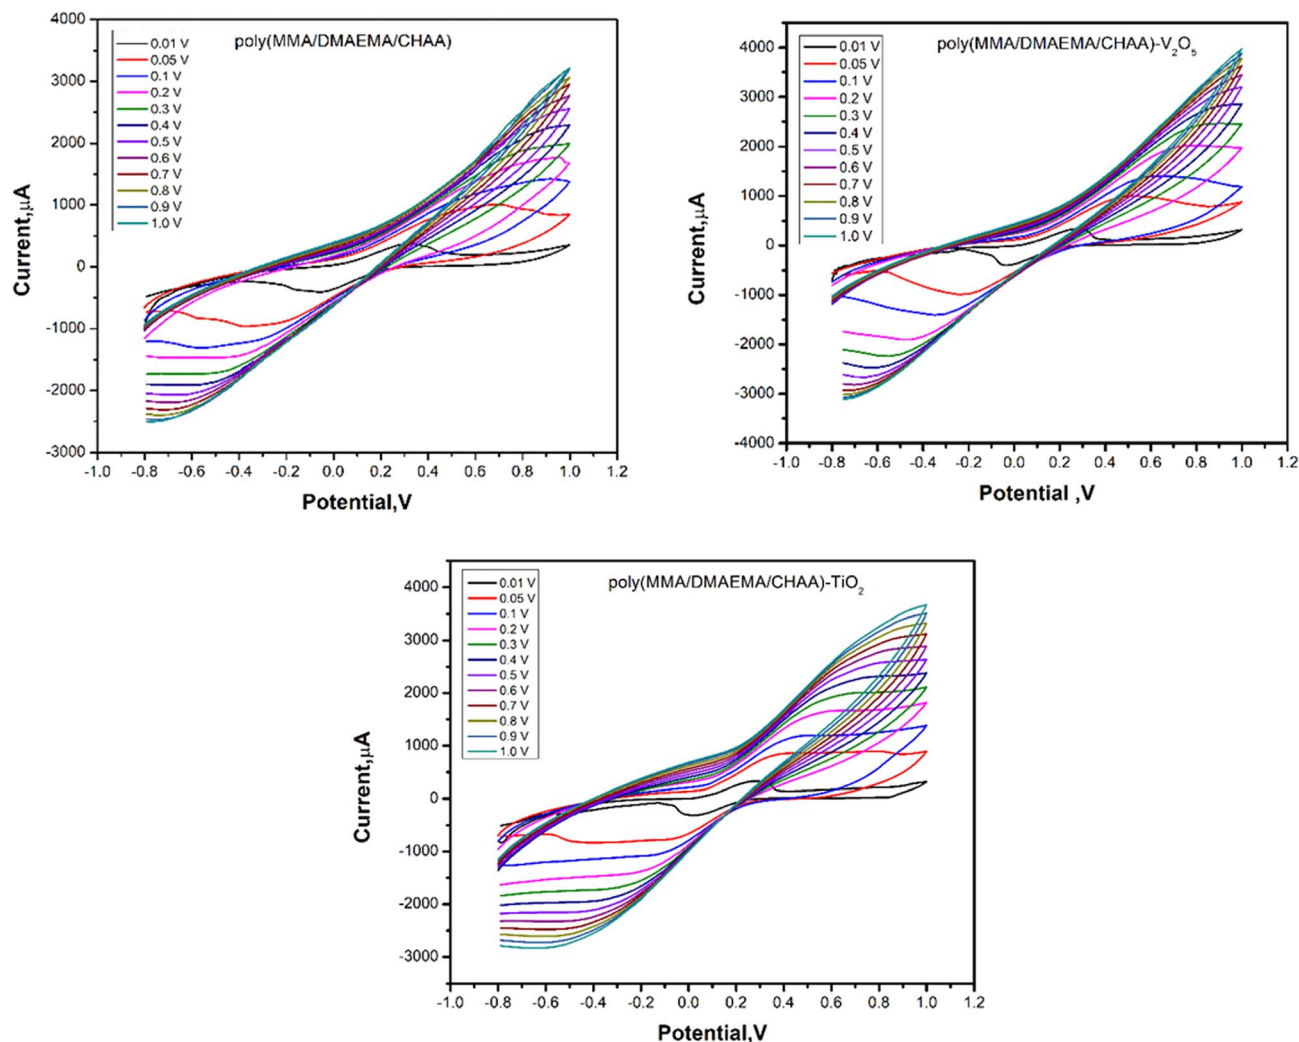 poly(MMA/DMAEMA/CHAA)
0.01 V
0.05 V
0.1 V
0.2 V
0.3 V
0.4 V
0.5 V
0.6 V
0.7 V
0.8 V
0.9 V
1.0 V
4000
3000
2000
1000
0
-1000
-2000
-3000
Current,µA
-1.0 -0.8 -0.6 -0.4 -0.2 0.0 0.2 0.4 0.6 0.8 1.0 1.2
Potential,V
poly(MMA/DMAEMA/CHAA)-V₂O₅
0.01 V
0.05 V
0.1 V
0.2 V
0.3 V
0.4 V
0.5 V
0.6 V
0.7 V
0.8 V
0.9 V
1.0 V
4000
3000
2000
1000
0
-1000
-2000
-3000
-4000
Current,µA
-1.0 -0.8 -0.6 -0.4 -0.2 0.0 0.2 0.4 0.6 0.8 1.0 1.2
Potential ,V
poly(MMA/DMAEMA/CHAA)-TiO₂
0.01 V
0.05 V
0.1 V
0.2 V
0.3 V
0.4 V
0.5 V
0.6 V
0.7 V
0.8 V
0.9 V
1.0 V
4000
3000
2000
1000
0
-1000
-2000
-3000
Current,µA
-1.0 -0.8 -0.6 -0.4 -0.2 0.0 0.2 0.4 0.6 0.8 1.0 1.2
Potential,V